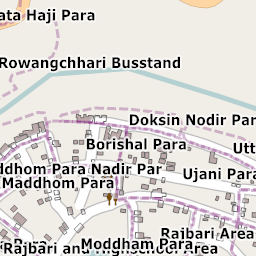 ata Haji Para
Rowangchhari Busstand
Doksin Nodir Par
Borishal Para
Utt
ddhom Para Nadir Par
Ujani Para
Maddhom Para
Rajbari Area
Moddham Para
Rajbari and Highschool Area